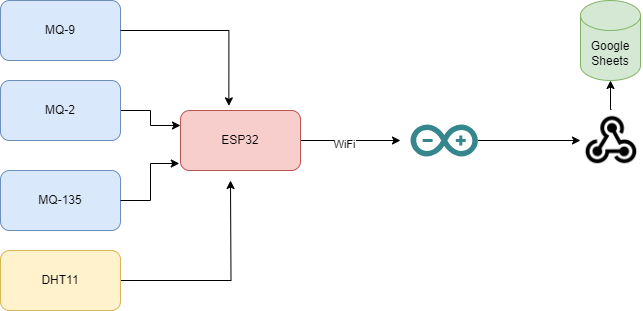 MQ-9
MQ-2
MQ-135
DHT11
ESP32
WiFi
Google
Sheets